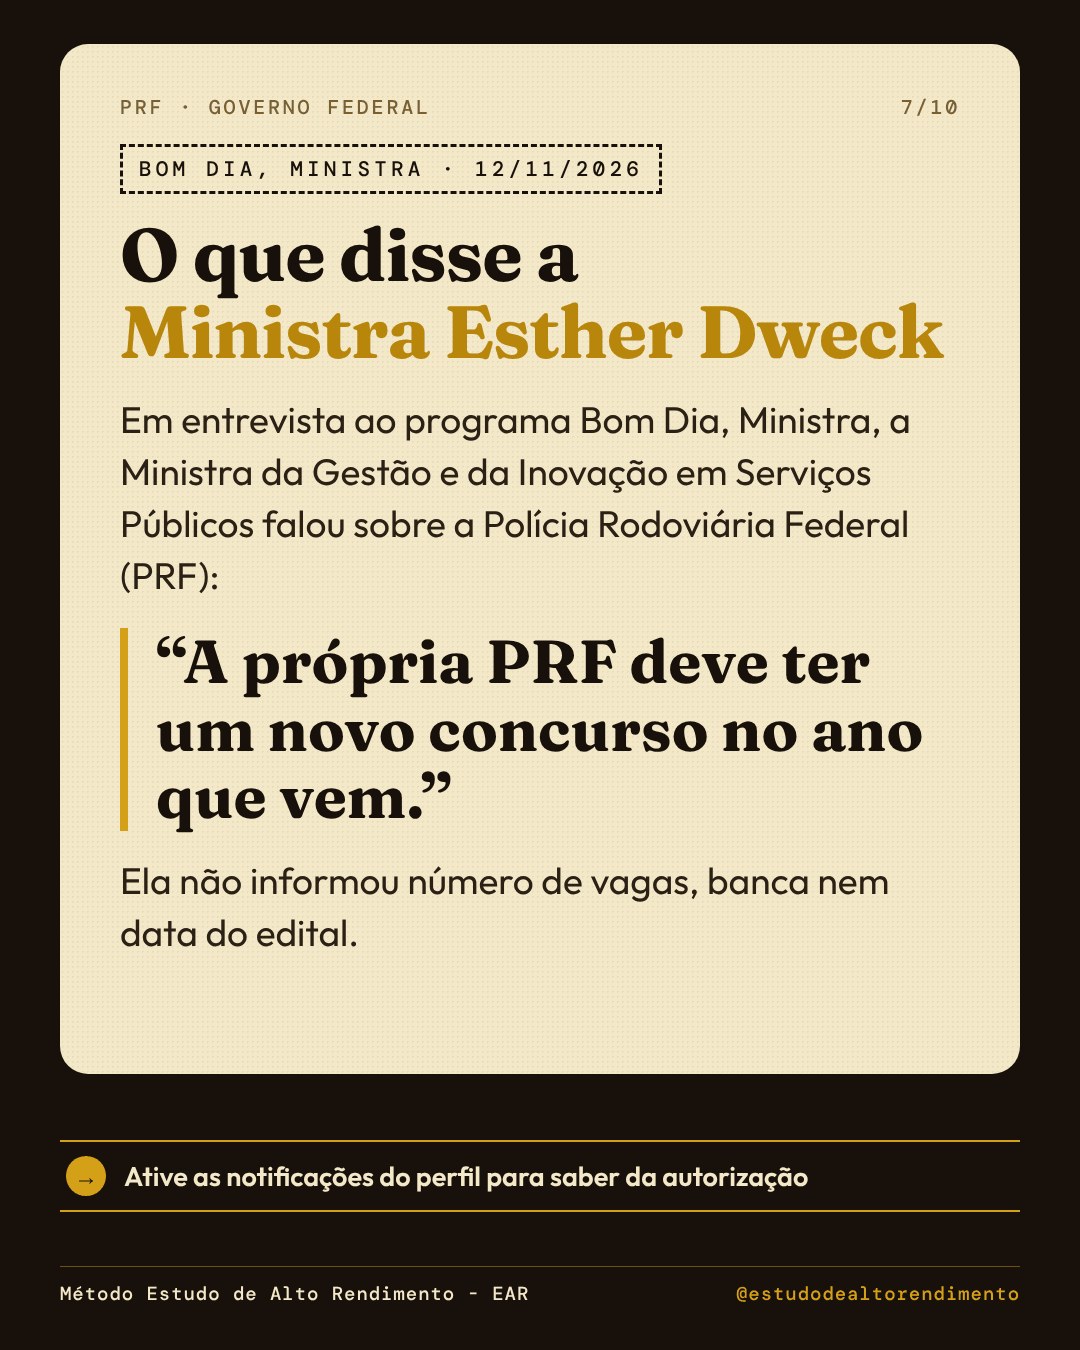 PRF · GOVERNO FEDERAL
7/10
BOM DIA, MINISTRA · 12/11/2026
O que disse a
Ministra Esther Dweck
Em entrevista ao programa Bom Dia, Ministra, a
Ministra da Gestão e da Inovação em Serviços
Públicos falou sobre a Polícia Rodoviária Federal
(PRF):
“A própria PRF deve ter
um novo concurso no ano
que vem.”
Ela não informou número de vagas, banca nem
data do edital.
→ Ative as notificações do perfil para saber da autorização
Método Estudo de Alto Rendimento - EAR
@estudodealtorendimento